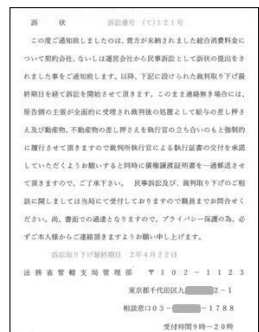 訴　状　訴訟番号（て）１２１号
この度ご通知致しましたのは、貴方が未納されました総合消費料金に
ついて契約会社、ないしは運営会社から民事訴訟として訴状の提出をさ
れました事をご通知致します。以降、下記に設けられた裁判取り下げ最
終期日を経て訴訟を開始させて頂きます。このまま連絡無き場合には、
原告側の主張が全面的に受理され裁判後の処置として給与の差し押さ
え及び動産物、不動産物の差し押さえを執行官の立ち合いのもと強制的
に履行させて頂きますので裁判所執行官による執行証書の交付を承諾
していただくようお願いすると同時に債権譲渡証明書を一通郵送させ
て頂きますので、ご了承下さい。　民事訴訟及び、裁判取り下げのご相
談に関しましては当局にて受付しておりますので職員までお問合せく
ださい。尚、書面での通達となりますので、プライバシー保護の為、必
ずご本人様からご連絡頂きますようお願い申し上げます。
訴訟取り下げ最終期日　２年４月２２日
法務省管轄支局管理部　〒１０２－１１２３
東京都千代田区九　２－１
相談窓口０３－　－１７８８
受付時間９時－２０時